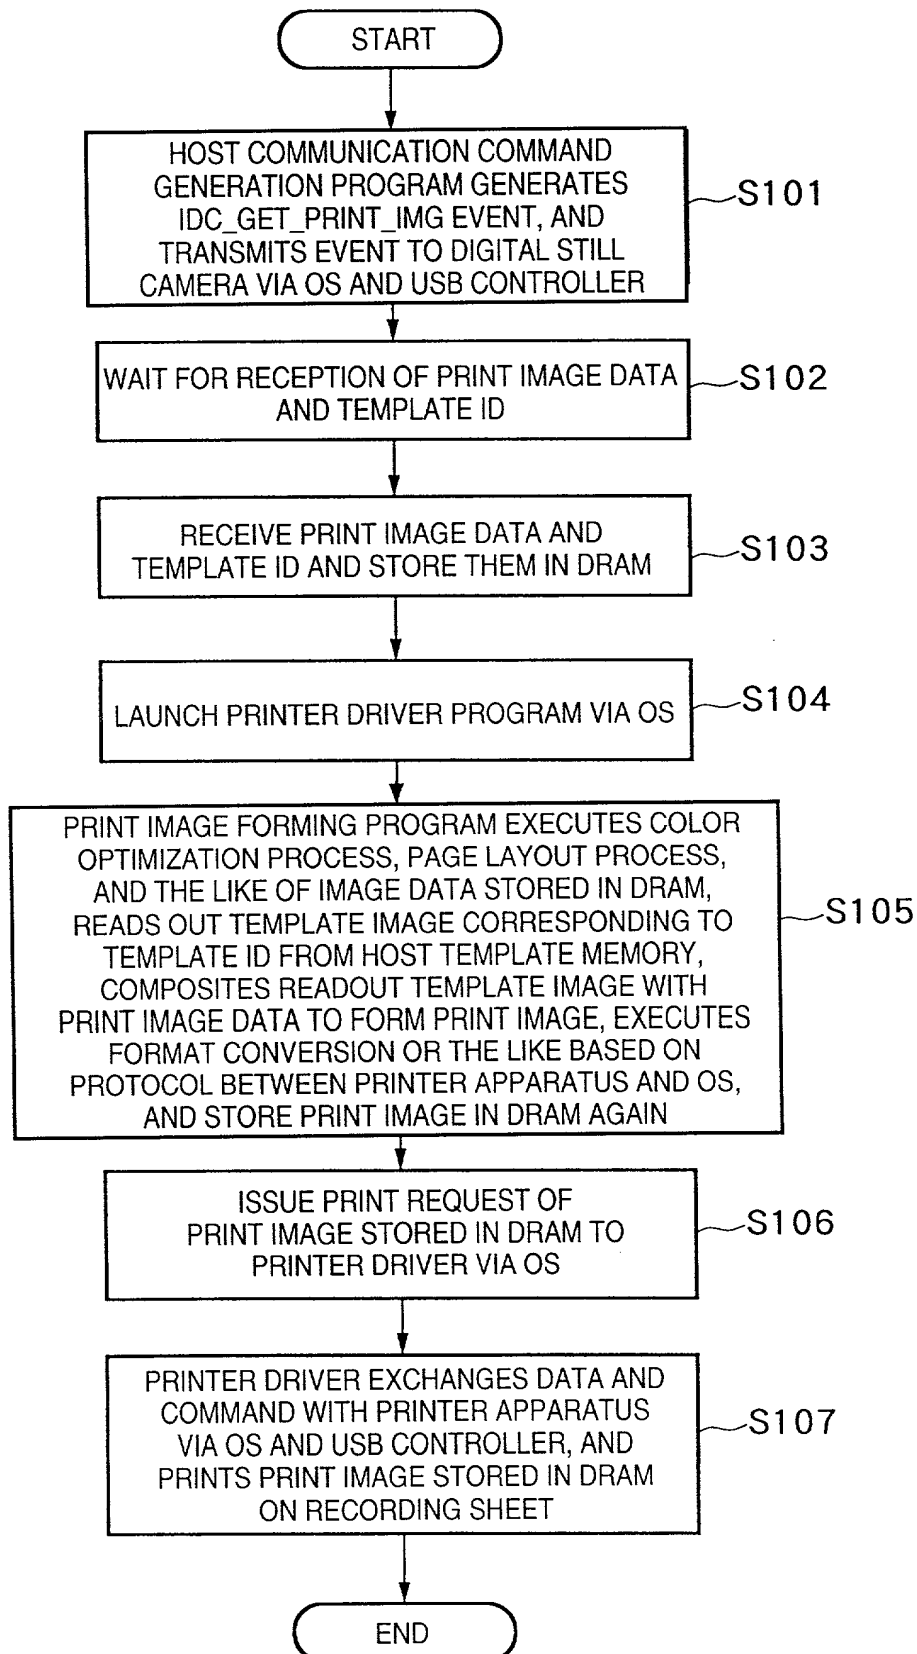 START
HOST COMMUNICATION COMMAND
GENERATION PROGRAM GENERATES
IDC_GET_PRINT_IMG EVENT, AND
TRANSMITS EVENT TO DIGITAL STILL
CAMERA VIA OS AND USB CONTROLLER
S101
WAIT FOR RECEPTION OF PRINT IMAGE DATA
AND TEMPLATE ID
S102
RECEIVE PRINT IMAGE DATA AND
TEMPLATE ID AND STORE THEM IN DRAM
S103
LAUNCH PRINTER DRIVER PROGRAM VIA OS
S104
PRINT IMAGE FORMING PROGRAM EXECUTES COLOR
OPTIMIZATION PROCESS, PAGE LAYOUT PROCESS,
AND THE LIKE OF IMAGE DATA STORED IN DRAM,
READS OUT TEMPLATE IMAGE CORRESPONDING TO
TEMPLATE ID FROM HOST TEMPLATE MEMORY,
COMPOSITES READOUT TEMPLATE IMAGE WITH
PRINT IMAGE DATA TO FORM PRINT IMAGE, EXECUTES
FORMAT CONVERSION OR THE LIKE BASED ON
PROTOCOL BETWEEN PRINTER APPARATUS AND OS,
AND STORE PRINT IMAGE IN DRAM AGAIN
S105
ISSUE PRINT REQUEST OF
PRINT IMAGE STORED IN DRAM TO
PRINTER DRIVER VIA OS
S106
PRINTER DRIVER EXCHANGES DATA AND
COMMAND WITH PRINTER APPARATUS
VIA OS AND USB CONTROLLER, AND
PRINTS PRINT IMAGE STORED IN DRAM
ON RECORDING SHEET
S107
END